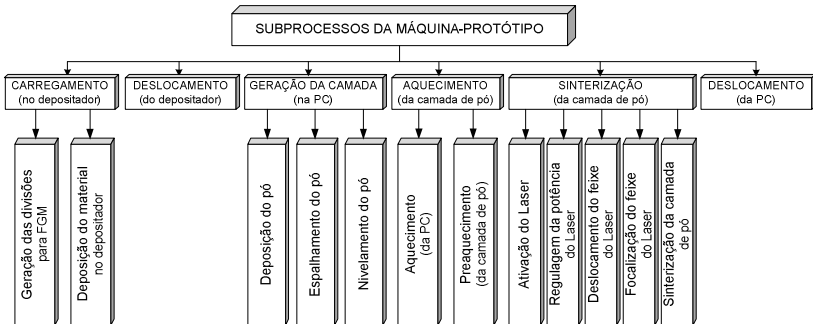 SUBPROCESSOS DA MÁQUINA-PROTÓTIPO
CARREGAMENTO
(no depositador)
DESLOCAMENTO
(do depositador)
GERAÇÃO DA CAMADA
(na PC)
AQUECIMENTO
(da camada de pó)
SINTERIZAÇÃO
(da camada de pó)
DESLOCAMENTO
(da PC)
Geração das divisões
para FGM
Deposição do material
no depositador
Deposição do pó
Espalhamento do pó
Nivelamento do pó
Aquecimento
(da PC)
Preaquecimento
(da camada de pó)
Ativação do Laser
Regulagem da potência
do Laser
Deslocamento do feixe
do Laser
Focalização do feixe
do Laser
Sinterização da camada
de pó